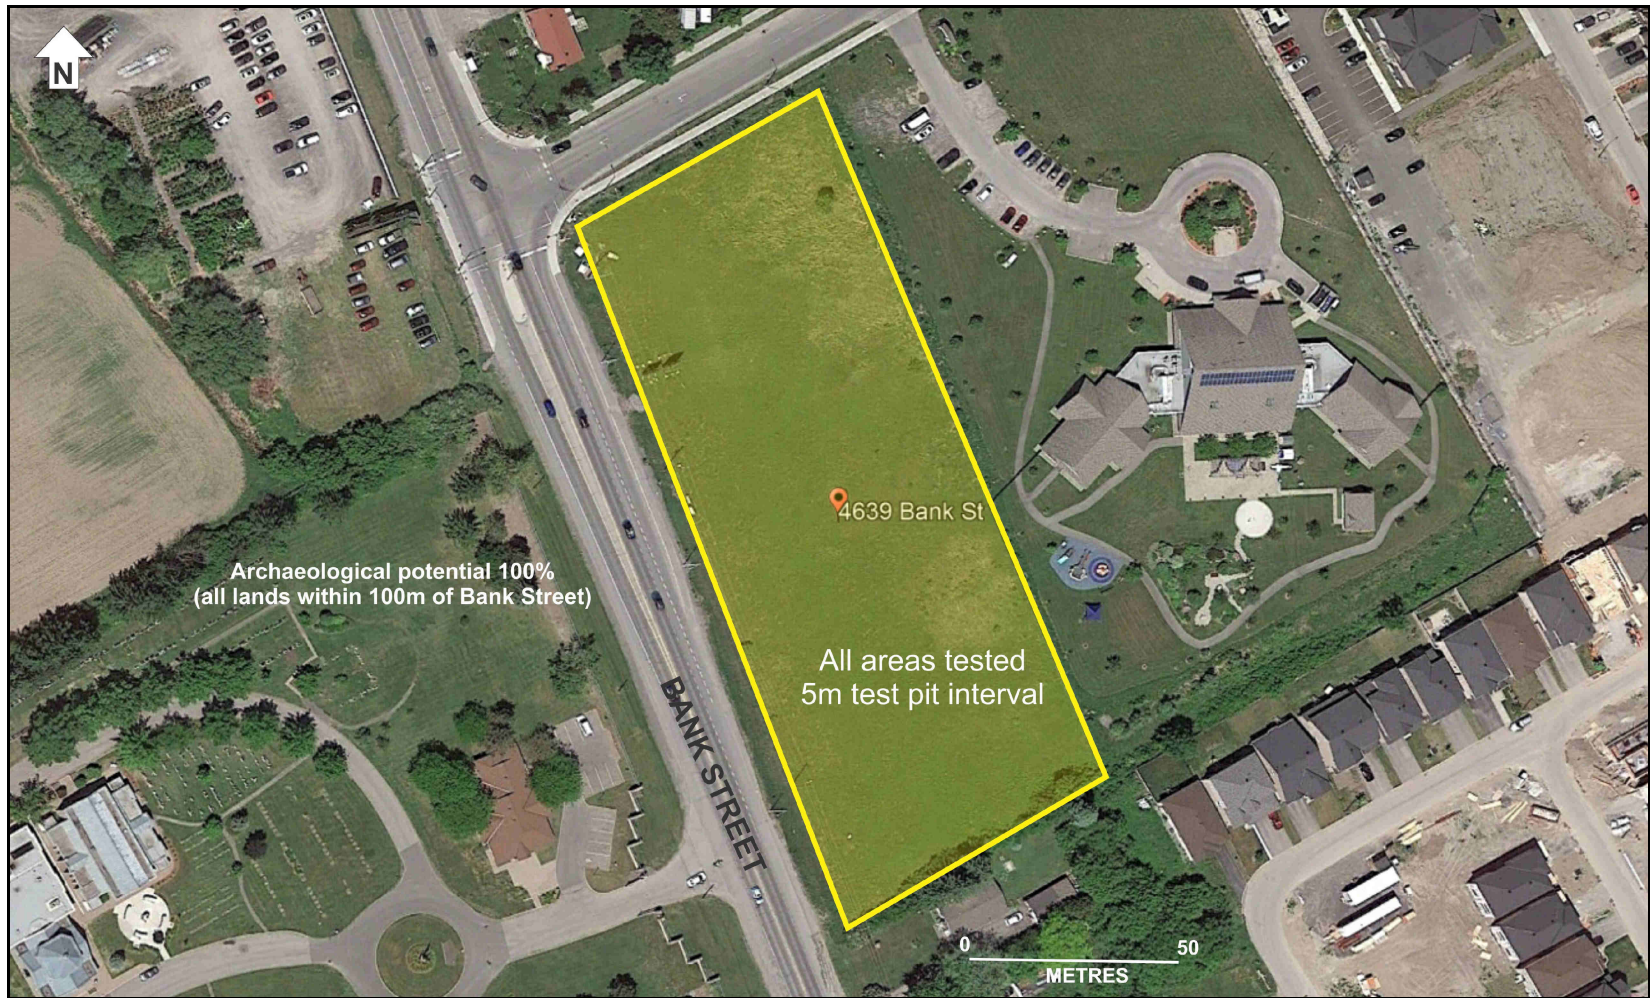 N
4639 Bank St
Archaeological potential 100%
(all lands within 100m of Bank Street)
All areas tested
5m test pit interval
BANK STREET
0 50
METRES